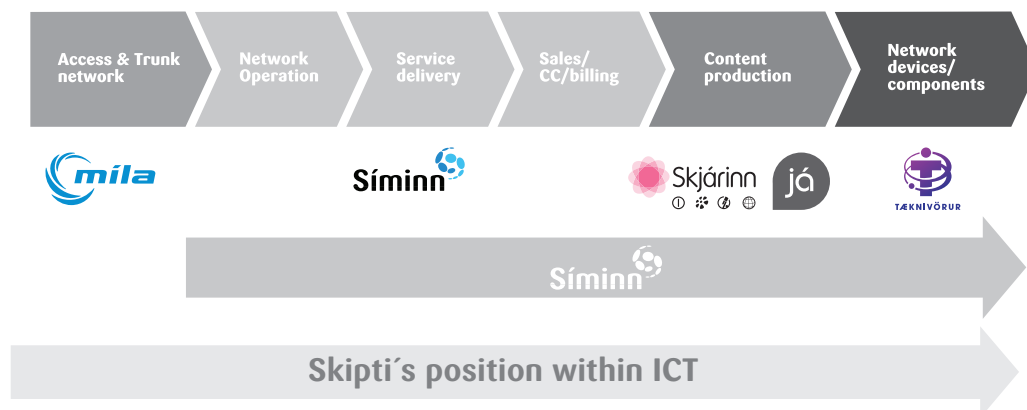 Access & Trunk
network
Network
Operation
Service
delivery
Sales/
CC/billing
Content
production
Network
devices/
components
míla
Síminn
Skjárinn
já
TÆKNIVÖRUR
Síminn
Skipti´s position within ICT